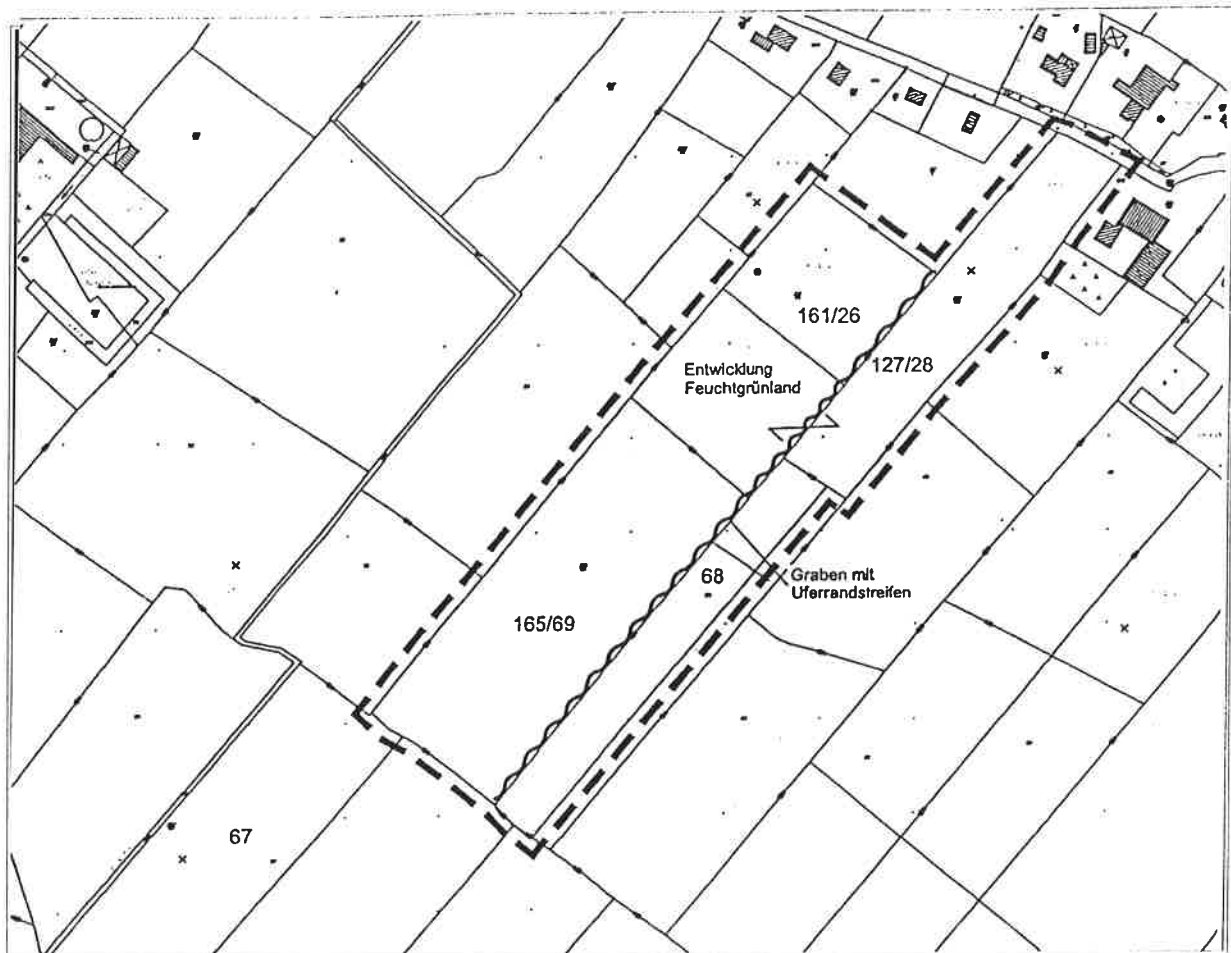 161/26
127/28
Entwicklung
Feuchtgrünland
68
Graben mit
Uferrandstreifen
165/69
67